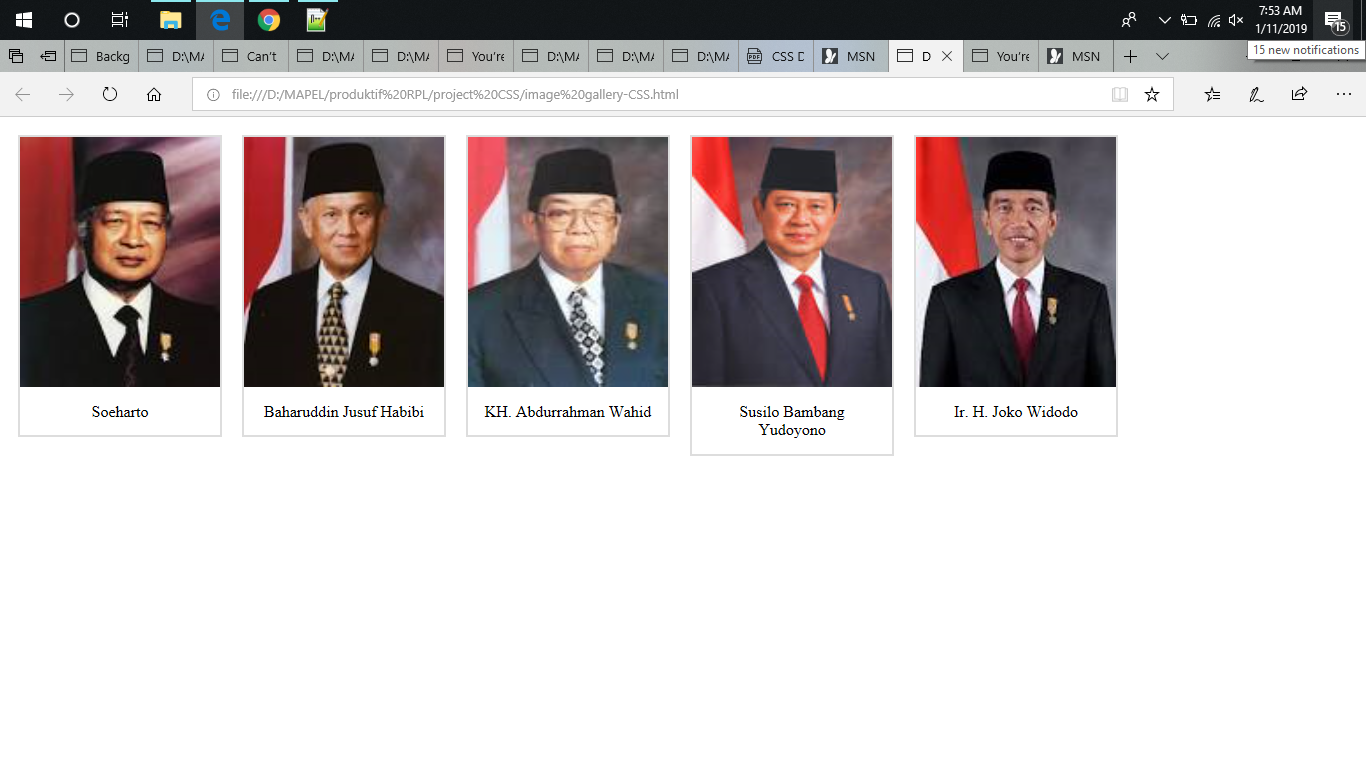 7:53 AM
1/11/2019
15
15 new notifications
Backg
D:\MA
Can't
D:\MA
D:\MA
You're
D:\MA
D:\MA
D:\MA
PDF
CSS D
MSN
D
You're
MSN
file:///D:/MAPEL/produktif%20RPL/project%20CSS/image%20gallery-CSS.html
Soeharto
Baharuddin Jusuf Habibi
KH. Abdurrahman Wahid
Susilo Bambang
Yudoyono
Ir. H. Joko Widodo